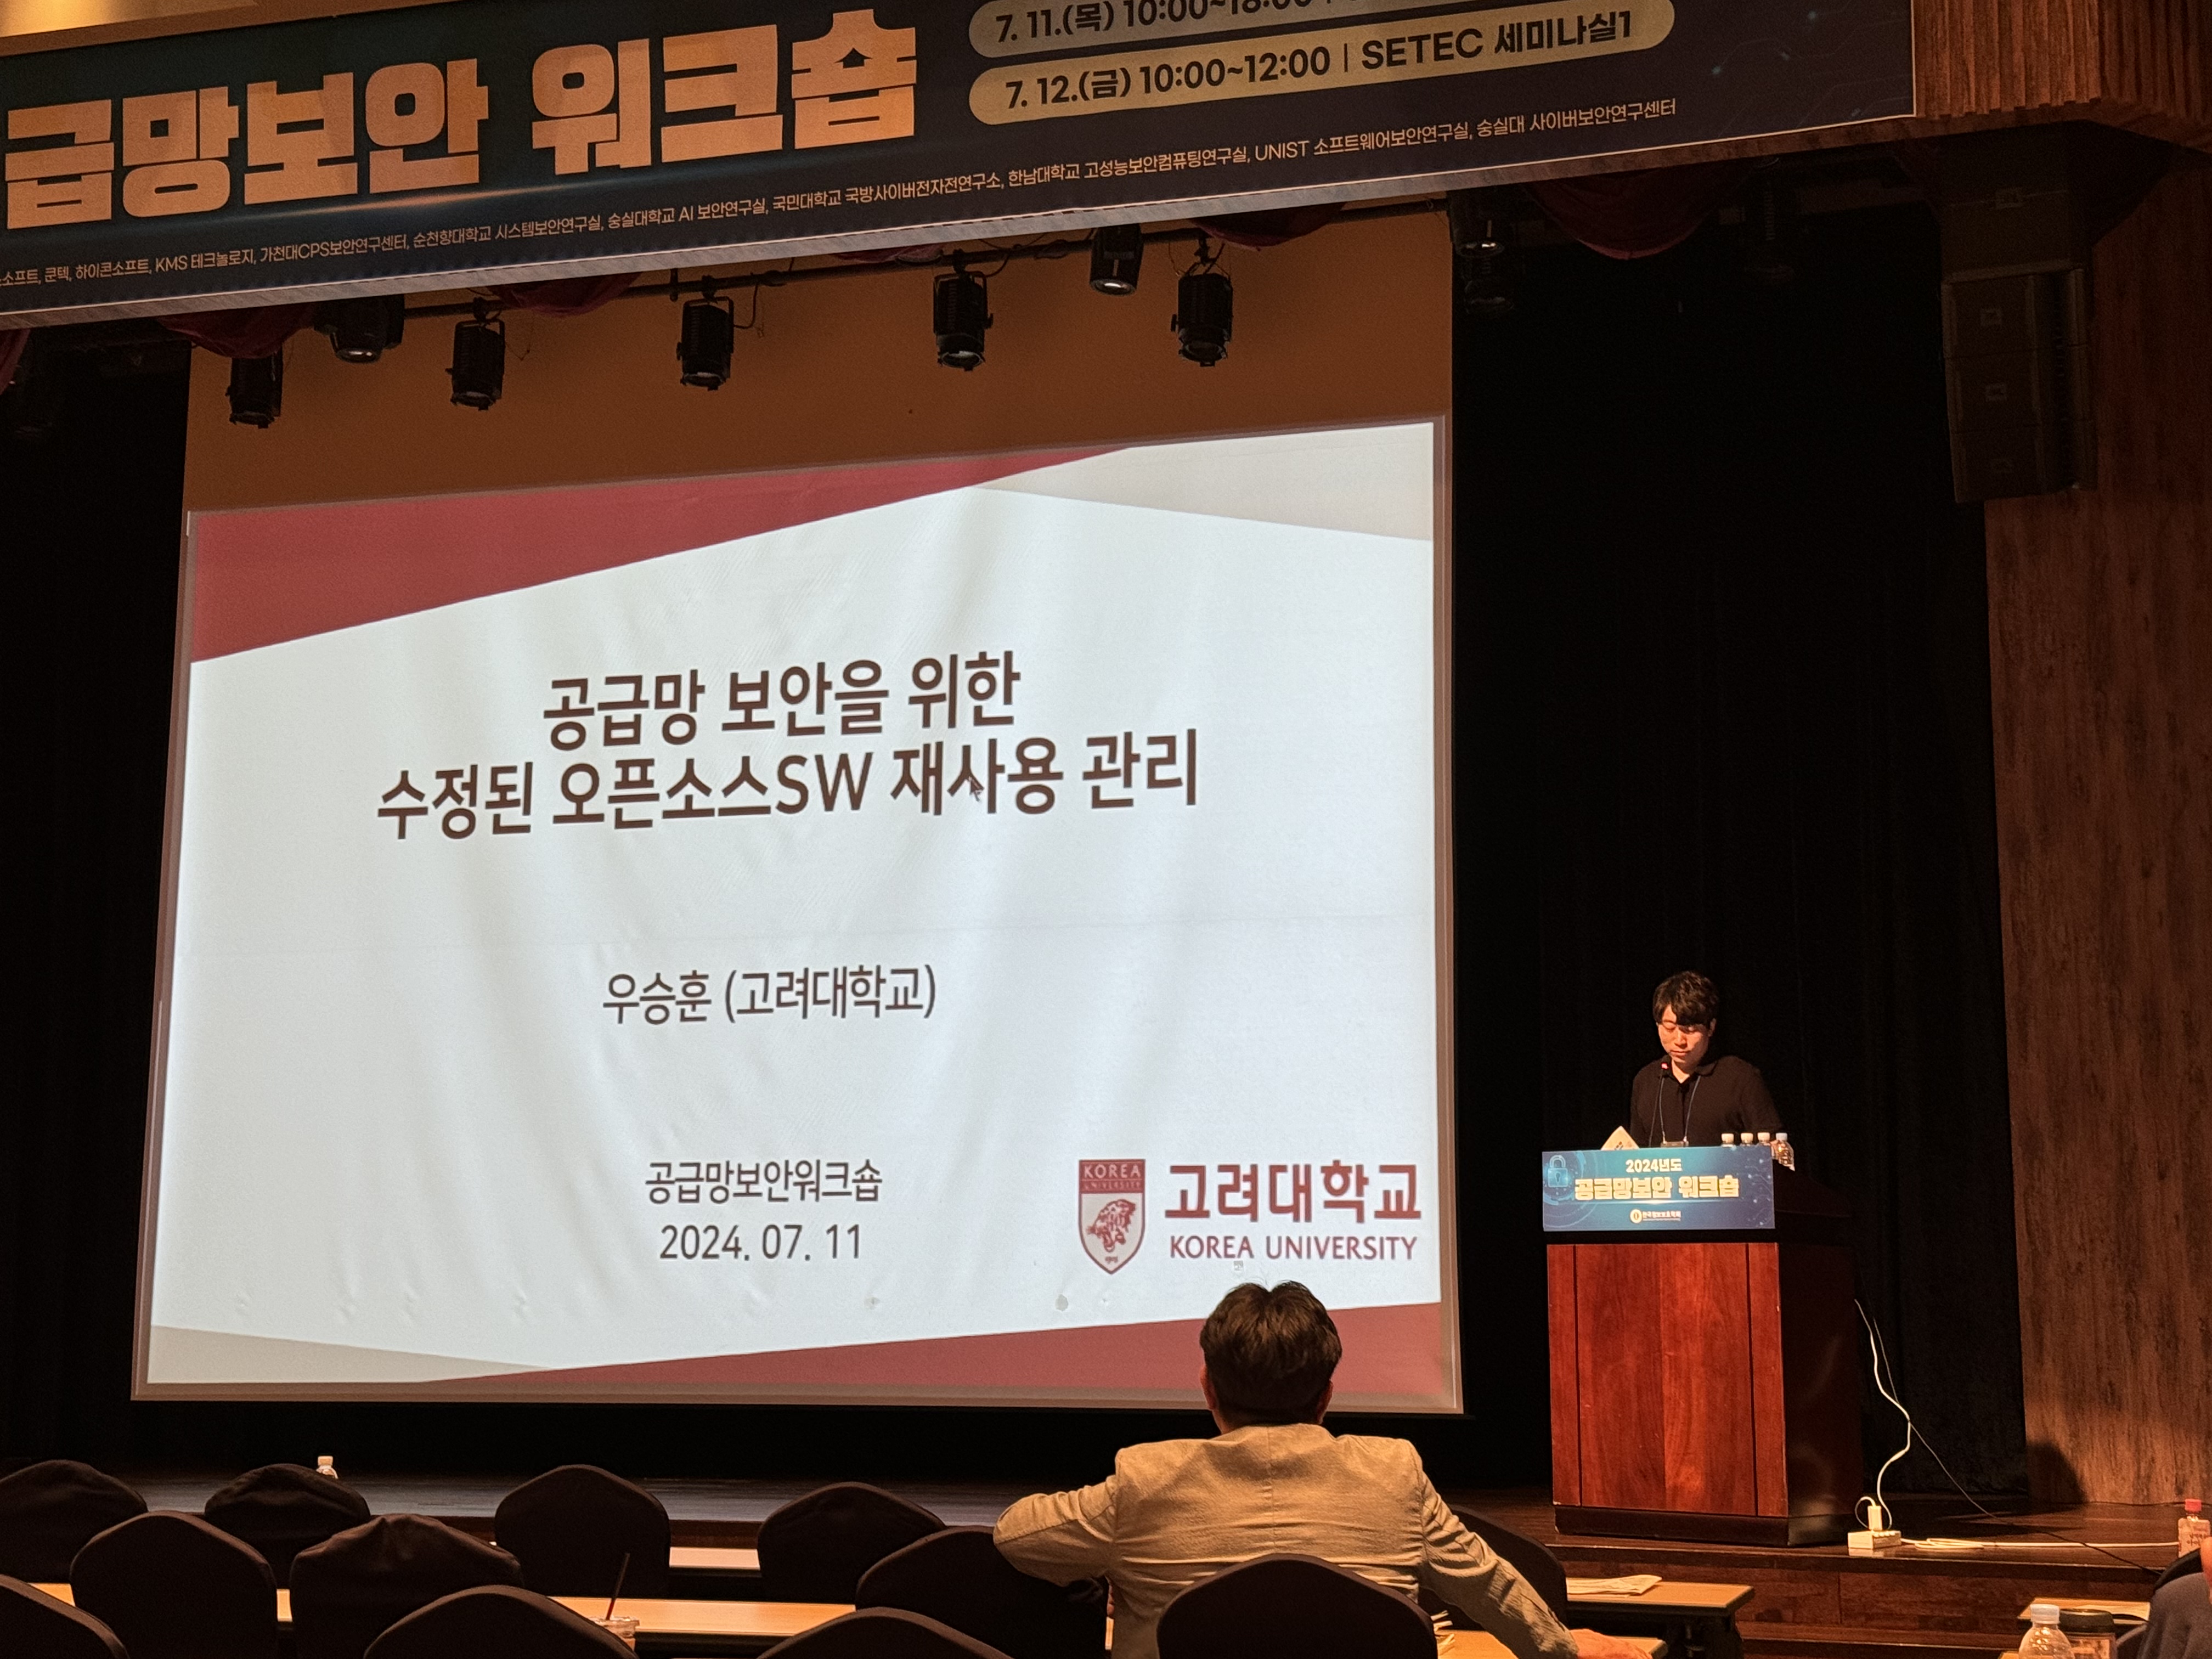 급망보안 워크숍
7. 11.(목) 10:00~18:00 |
7. 12.(금) 10:00~12:00 | SETEC 세미나실1
소프트, 쿤텍, 하이콘소프트, KMS 테크놀로지, 가천대CPS보안연구센터, 순천향대학교 시스템보안연구실, 숭실대학교 AI 보안연구실, 국민대학교 국방사이버전자전연구소, 한남대학교 고성능보안컴퓨팅연구실, UNIST 소프트웨어보안연구실, 숭실대 사이버보안연구센터
공급망 보안을 위한
수정된 오픈소스SW 재사용 관리
우승훈 (고려대학교)
공급망보안워크숍
2024. 07. 11
KOREA
UNIVERSITY
고려대학교
KOREA UNIVERSITY
2024년도
공급망보안 워크숍
한국정보보호학회